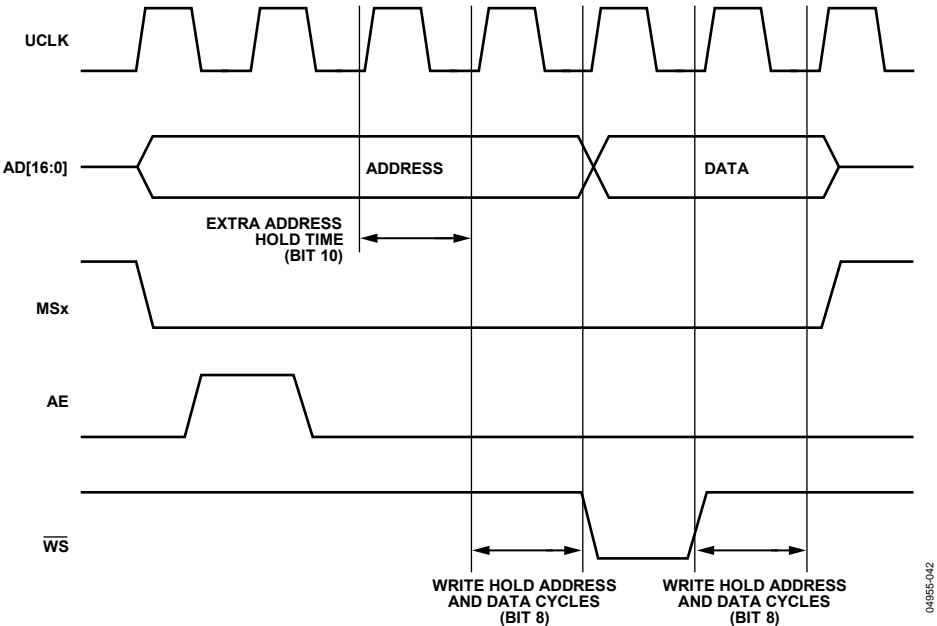 UCLK
AD[16:0]
ADDRESS
DATA
EXTRA ADDRESS
HOLD TIME
(BIT 10)
MSx
AE
WS
WRITE HOLD ADDRESS
AND DATA CYCLES
(BIT 8)
WRITE HOLD ADDRESS
AND DATA CYCLES
(BIT 8)
04955-042